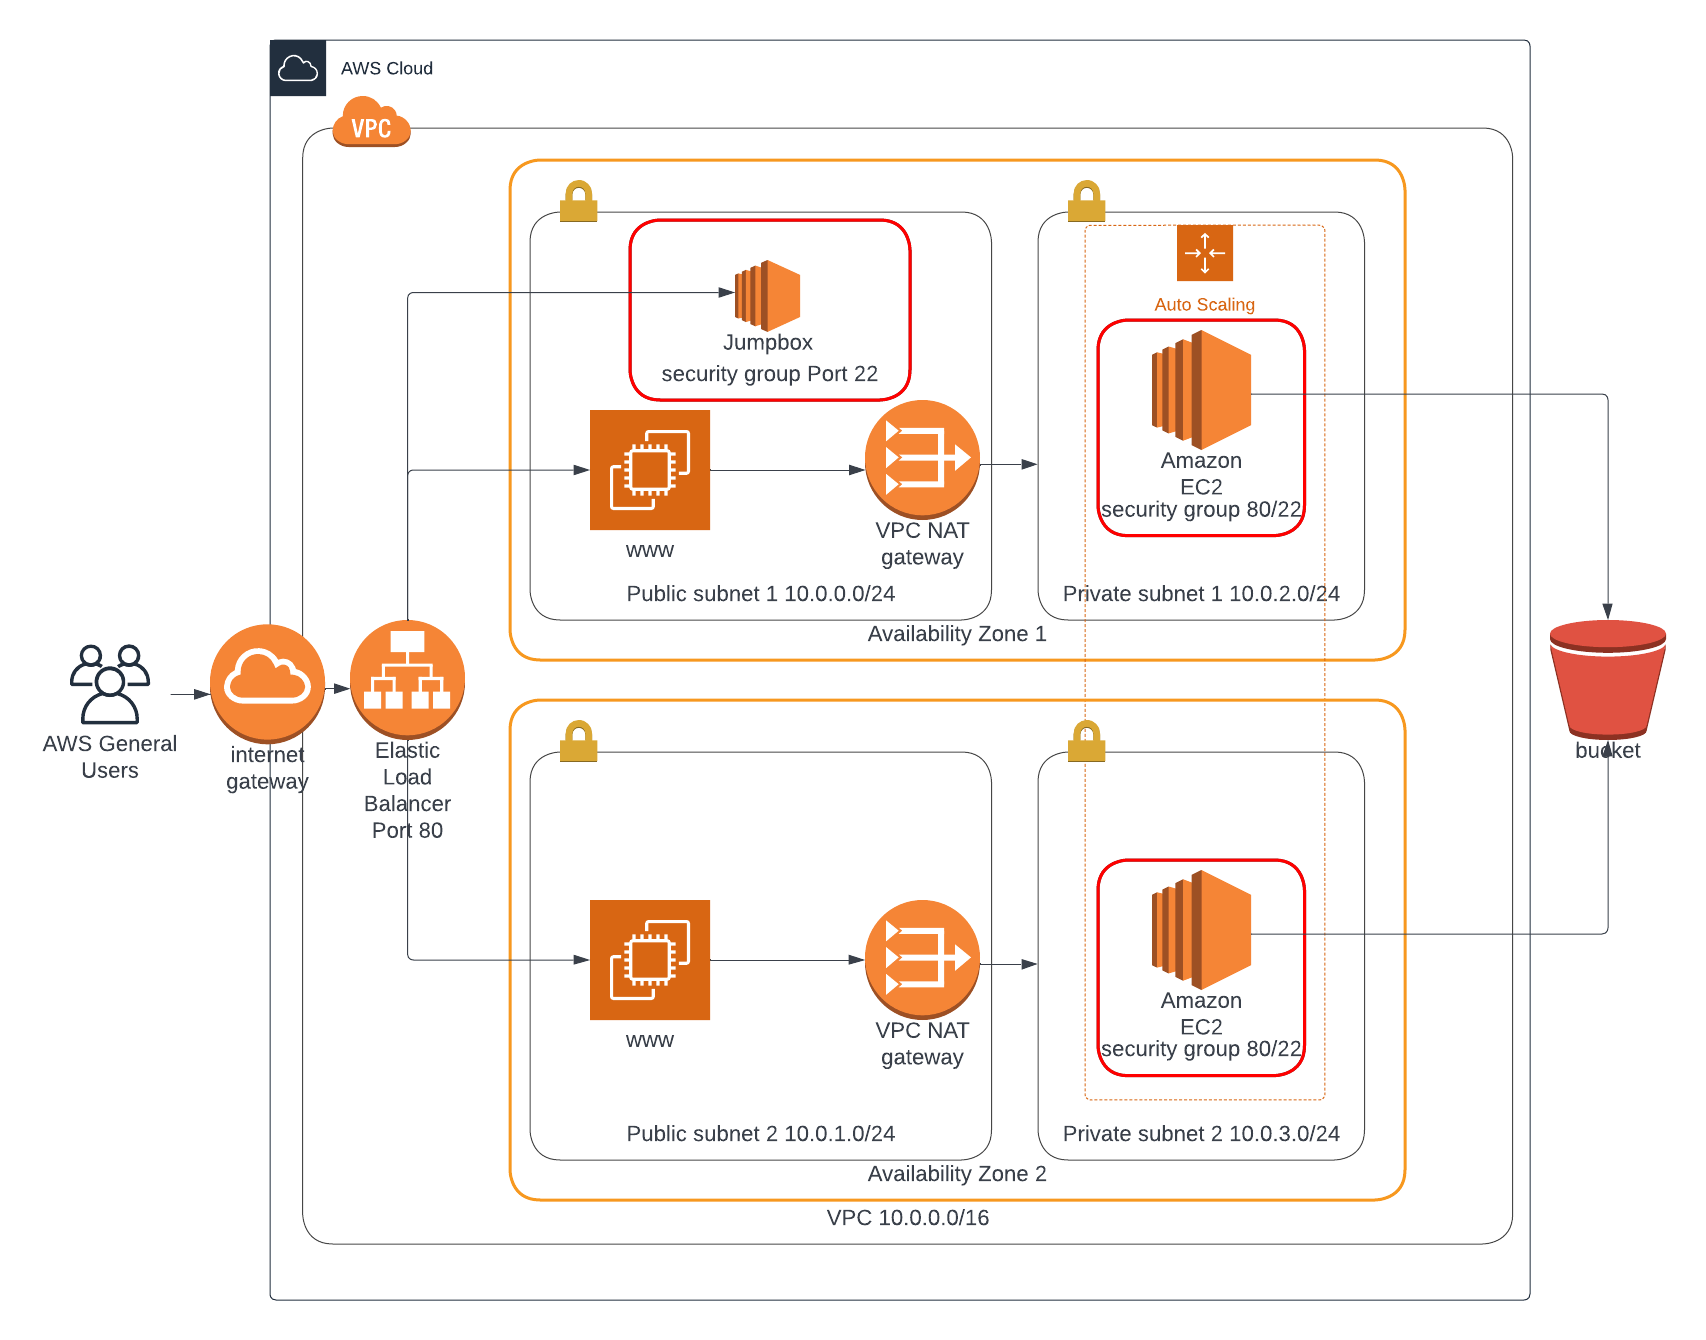 AWS Cloud
VPC
Auto Scaling
Jumpbox
security group Port 22
Amazon
EC2
security group 80/22
www
VPC NAT
gateway
Public subnet 1 10.0.0.0/24
Private subnet 1 10.0.2.0/24
Availability Zone 1
AWS General
Users
internet
gateway
Elastic
Load
Balancer
Port 80
bucket
Amazon
EC2
security group 80/22
www
VPC NAT
gateway
Public subnet 2 10.0.1.0/24
Private subnet 2 10.0.3.0/24
Availability Zone 2
VPC 10.0.0.0/16